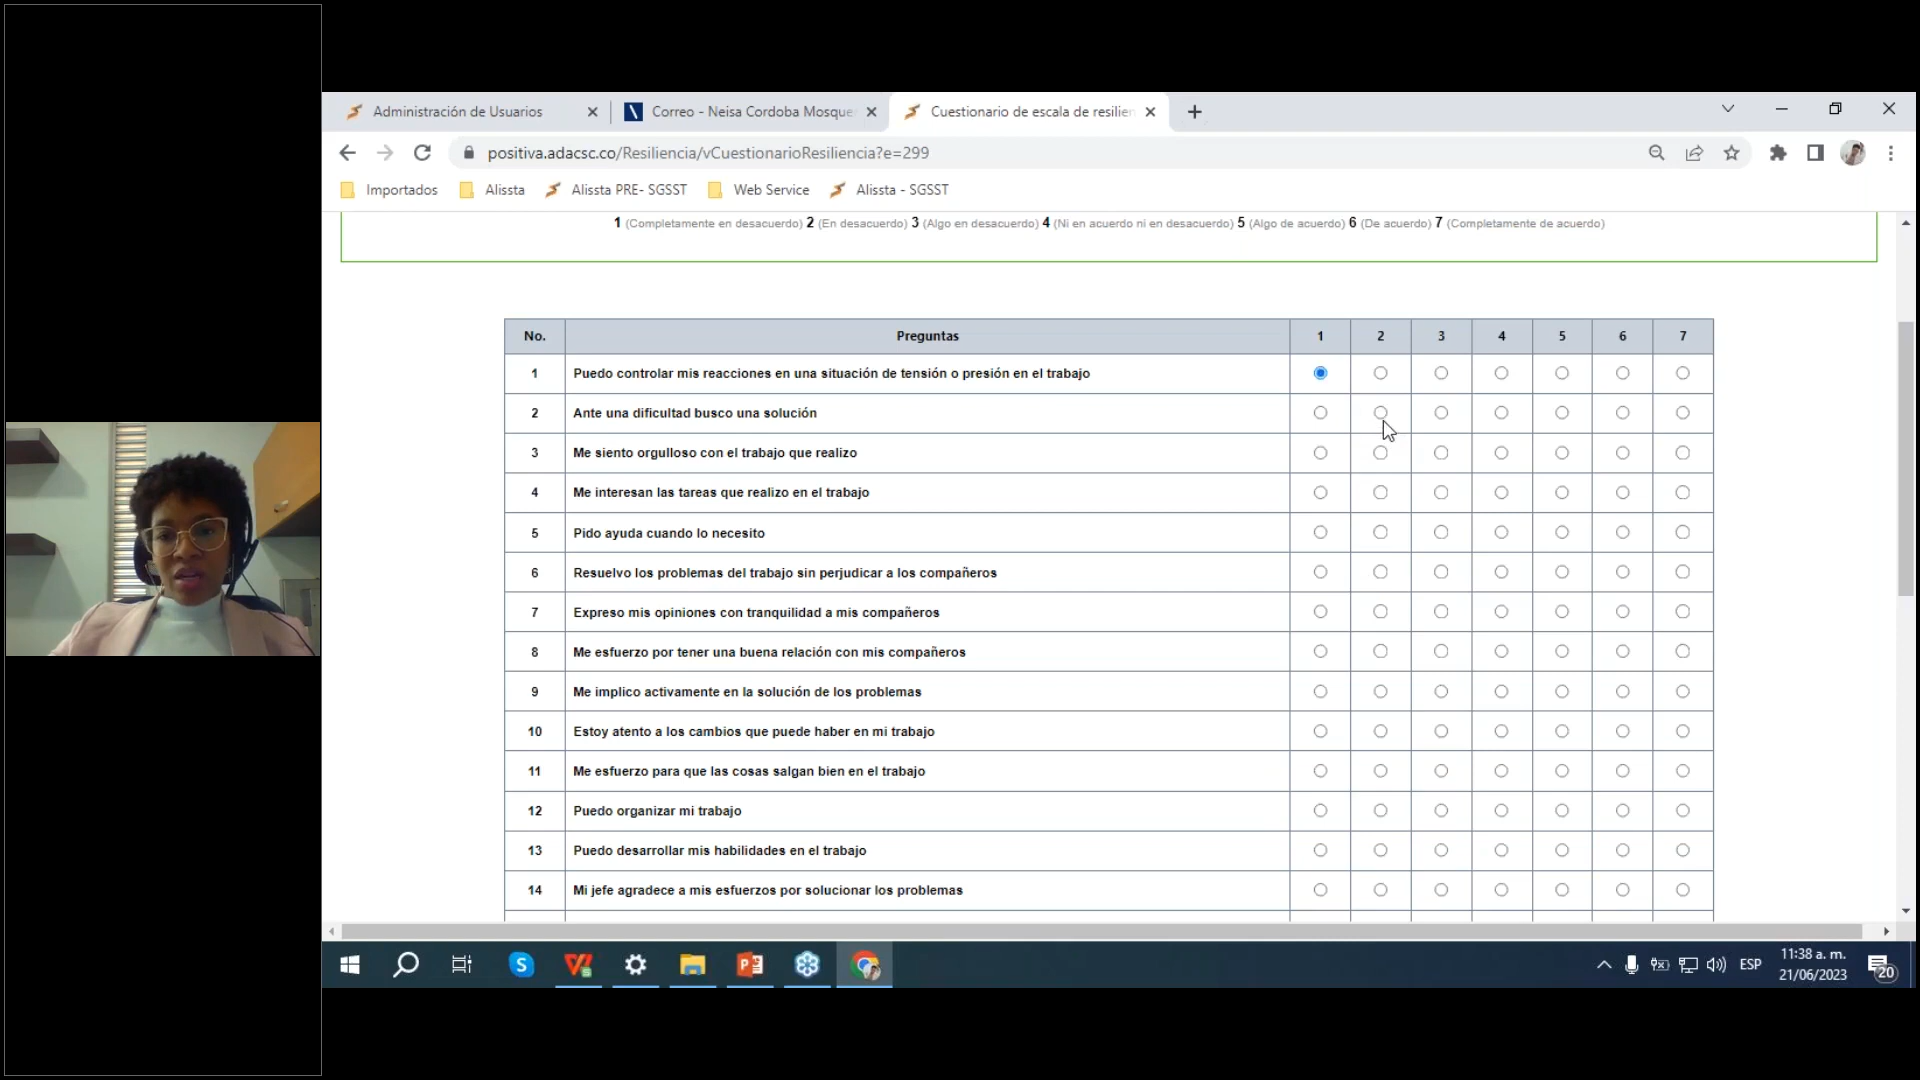 Administración de Usuarios
Correo - Neisa Cordoba Mosque
Cuestionario de escala de resilien
positiva.adacsc.co/Resiliencia/vCuestionarioResiliencia?e=299
Importados Alissta Alissta PRE- SGSST Web Service Alissta - SGSST
1 (Completamente en desacuerdo) 2 (En desacuerdo) 3 (Algo en desacuerdo) 4 (Ni en acuerdo ni en desacuerdo) 5 (Algo de acuerdo) 6 (De acuerdo) 7 (Completamente de acuerdo)
No. Preguntas 1 2 3 4 5 6 7
1 Puedo controlar mis reacciones en una situación de tensión o presión en el trabajo
2 Ante una dificultad busco una solución
3 Me siento orgulloso con el trabajo que realizo
4 Me interesan las tareas que realizo en el trabajo
5 Pido ayuda cuando lo necesito
6 Resuelvo los problemas del trabajo sin perjudicar a los compañeros
7 Expreso mis opiniones con tranquilidad a mis compañeros
8 Me esfuerzo por tener una buena relación con mis compañeros
9 Me implico activamente en la solución de los problemas
10 Estoy atento a los cambios que puede haber en mi trabajo
11 Me esfuerzo para que las cosas salgan bien en el trabajo
12 Puedo organizar mi trabajo
13 Puedo desarrollar mis habilidades en el trabajo
14 Mi jefe agradece a mis esfuerzos por solucionar los problemas
ESP
11:38 a. m.
21/06/2023
20